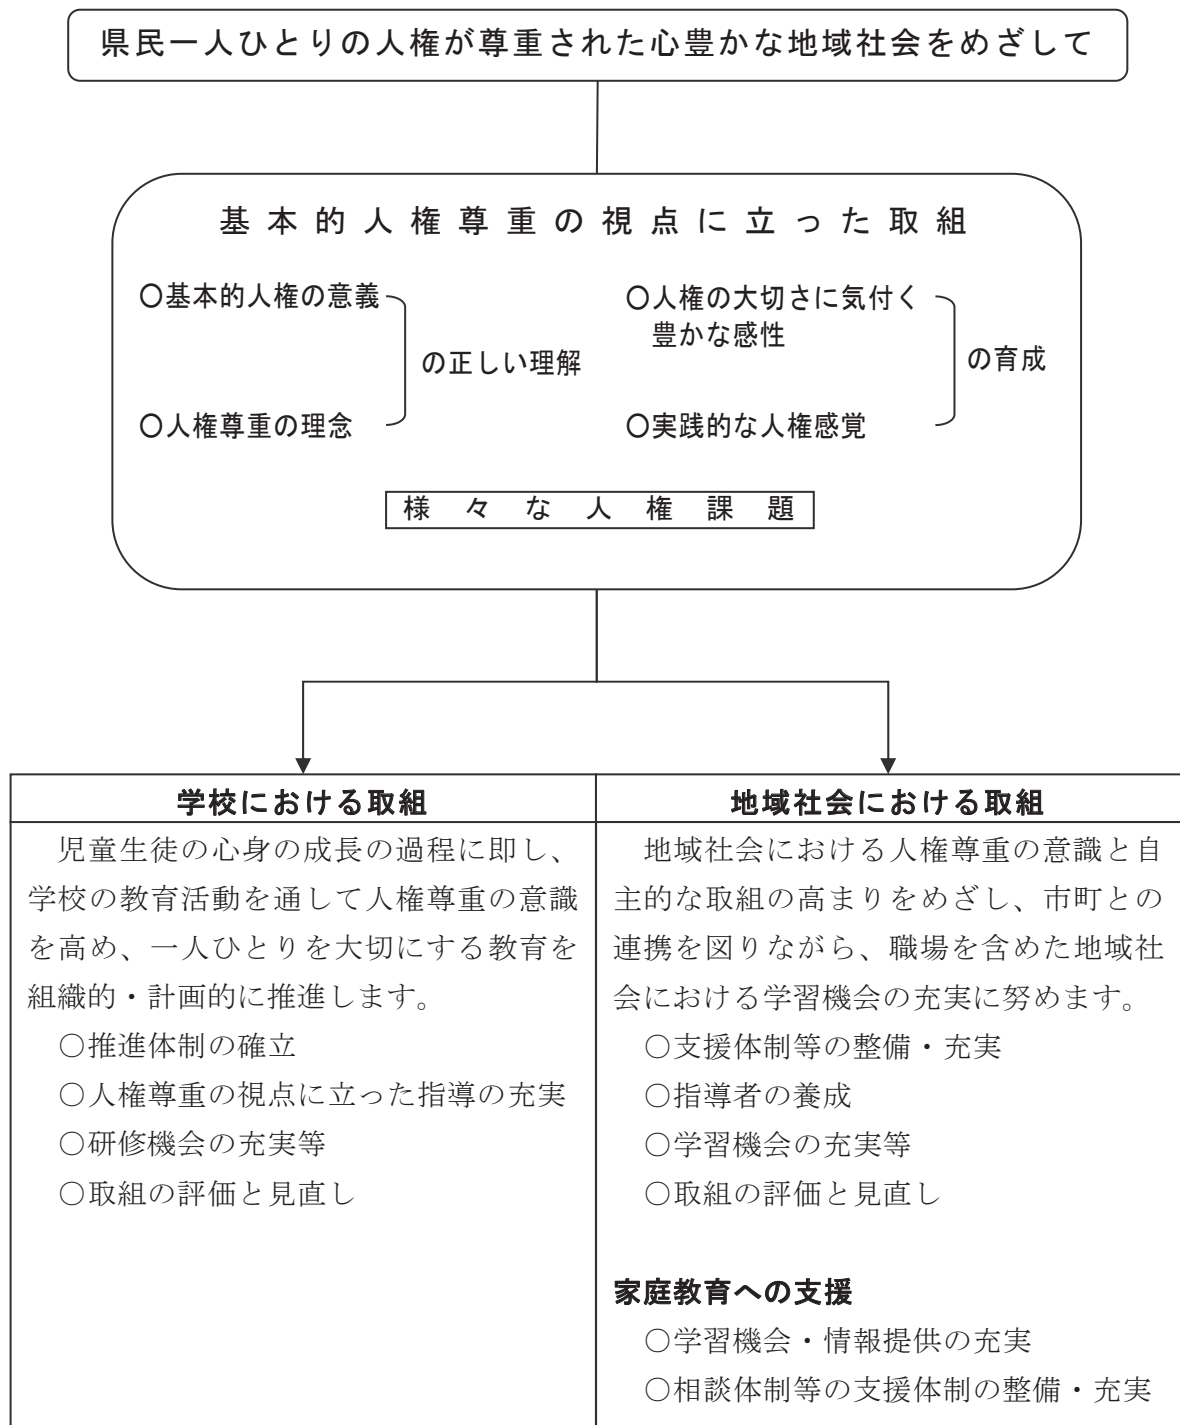 県民一人ひとりの人権が尊重された心豊かな地域社会をめざして
基本的人権尊重の視点に立った取組
〇基本的人権の意義
〇人権尊重の理念
の正しい理解
〇人権の大切さに気付く
豊かな感性
〇実践的な人権感覚
の育成
様々な人権課題
学校における取組
児童生徒の心身の成長の過程に即し、
学校の教育活動を通して人権尊重の意識
を高め、一人ひとりを大切にする教育を
組織的・計画的に推進します。
○推進体制の確立
○人権尊重の視点に立った指導の充実
○研修機会の充実等
○取組の評価と見直し
地域社会における取組
地域社会における人権尊重の意識と自
主的な取組の高まりをめざし、市町との
連携を図りながら、職場を含めた地域社
会における学習機会の充実に努めます。
○支援体制等の整備・充実
○指導者の養成
○学習機会の充実等
○取組の評価と見直し
家庭教育への支援
○学習機会・情報提供の充実
○相談体制等の支援体制の整備・充実